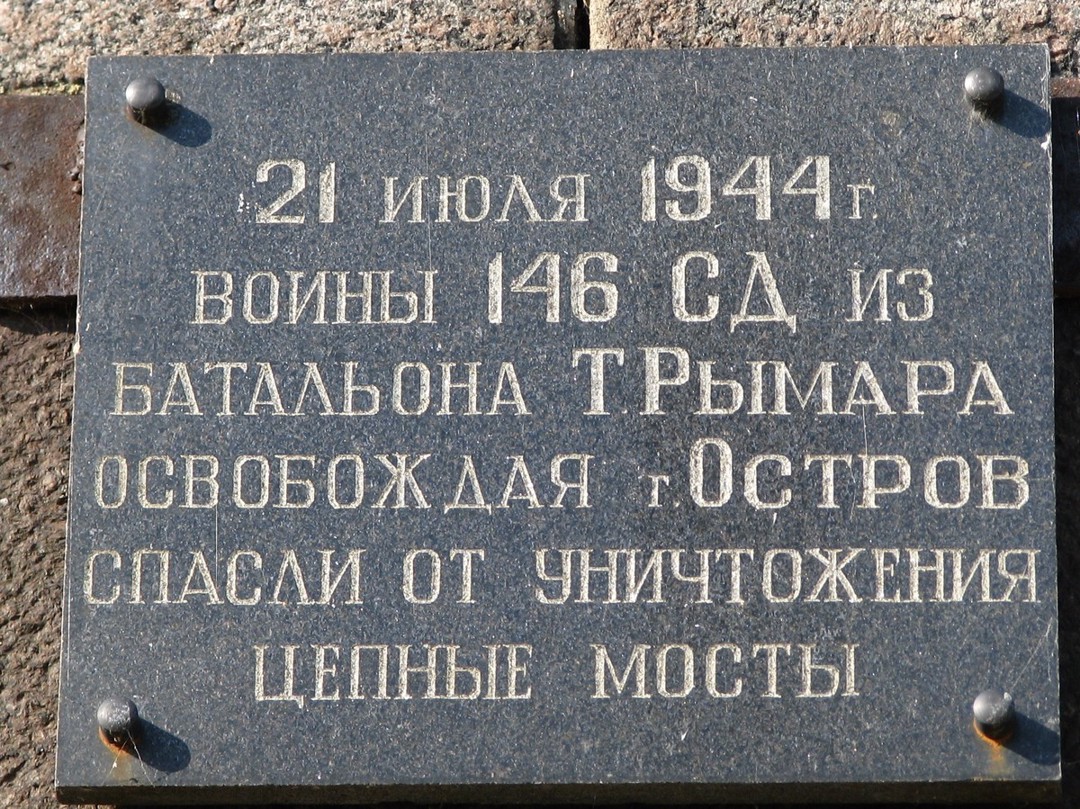 21 июля 1944 г.
воины 146 СД из
батальона Т.Рымара
освобождая г.Остров
спасли от уничтожения
цепные мосты